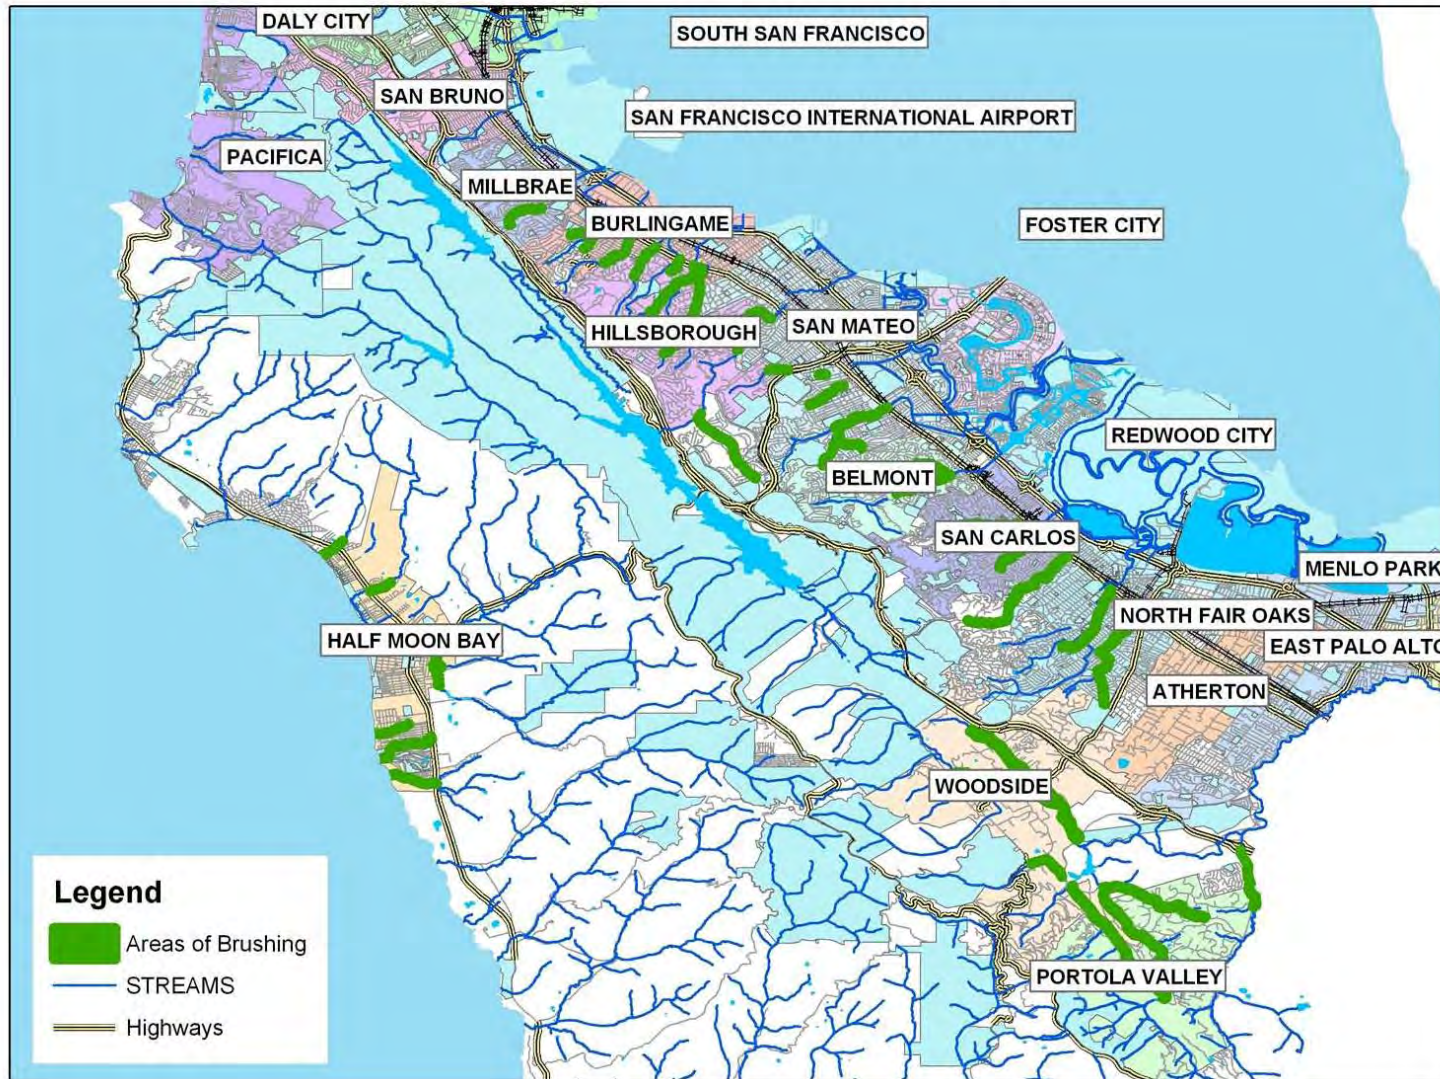 DALY CITY
SOUTH SAN FRANCISCO
SAN BRUNO
SAN FRANCISCO INTERNATIONAL AIRPORT
PACIFICA
MILLBRAE
BURLINGAME
FOSTER CITY
HILLSBOROUGH
SAN MATEO
REDWOOD CITY
BELMONT
SAN CARLOS
MENLO PARK
NORTH FAIR OAKS
HALF MOON BAY
EAST PALO ALTO
ATHERTON
WOODSIDE
PORTOLA VALLEY
Legend
Areas of Brushing
STREAMS
Highways